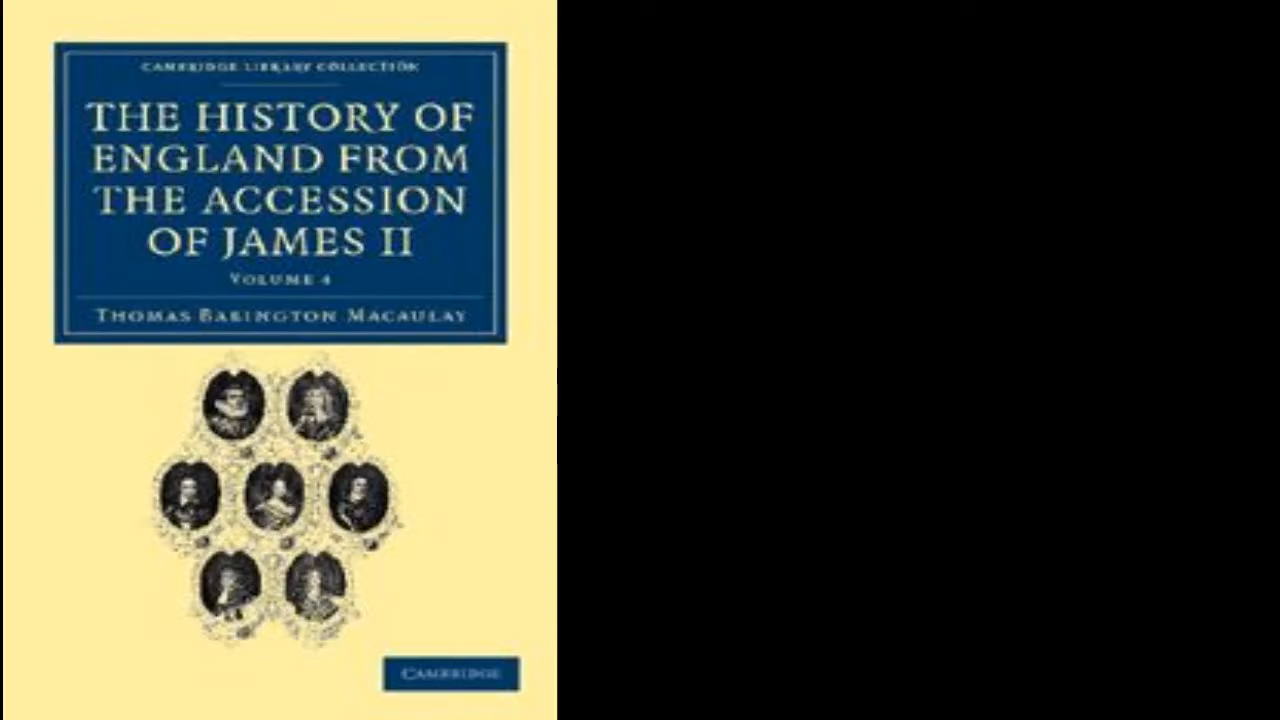 CAMBRIDGE LIBRARY COLLECTION
THE HISTORY OF
ENGLAND FROM
THE ACCESSION
OF JAMES II
VOLUME 4
THOMAS BABINGTON MACAULAY
CAMBRIDGE